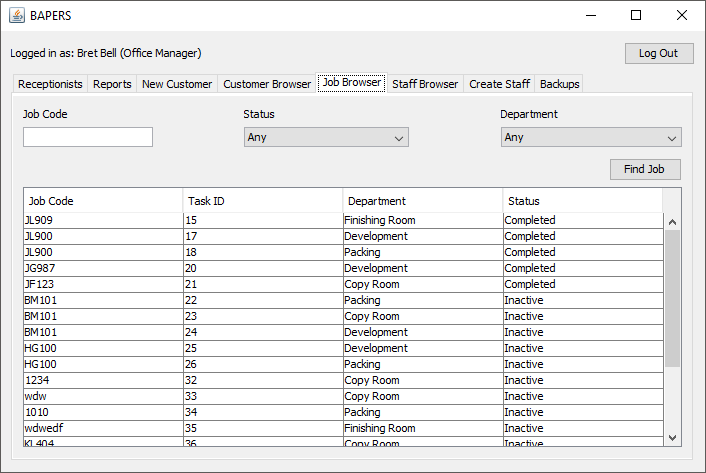 BAPERS
Logged in as: Bret Bell (Office Manager) Log Out
Receptionists Reports New Customer Customer Browser Job Browser Staff Browser Create Staff Backups
Job Code Status Department
Any Any
Find Job
Job Code Task ID Department Status
JL909 15 Finishing Room Completed
JL900 17 Development Completed
JL900 18 Packing Completed
JG987 20 Development Completed
JF123 21 Copy Room Completed
BM101 22 Packing Inactive
BM101 23 Copy Room Inactive
BM101 24 Development Inactive
HG100 25 Development Inactive
HG100 26 Packing Inactive
1234 32 Copy Room Inactive
wdw 33 Copy Room Inactive
1010 34 Packing Inactive
wdwedf 35 Finishing Room Inactive
KL404 36 Copy Room Inactive